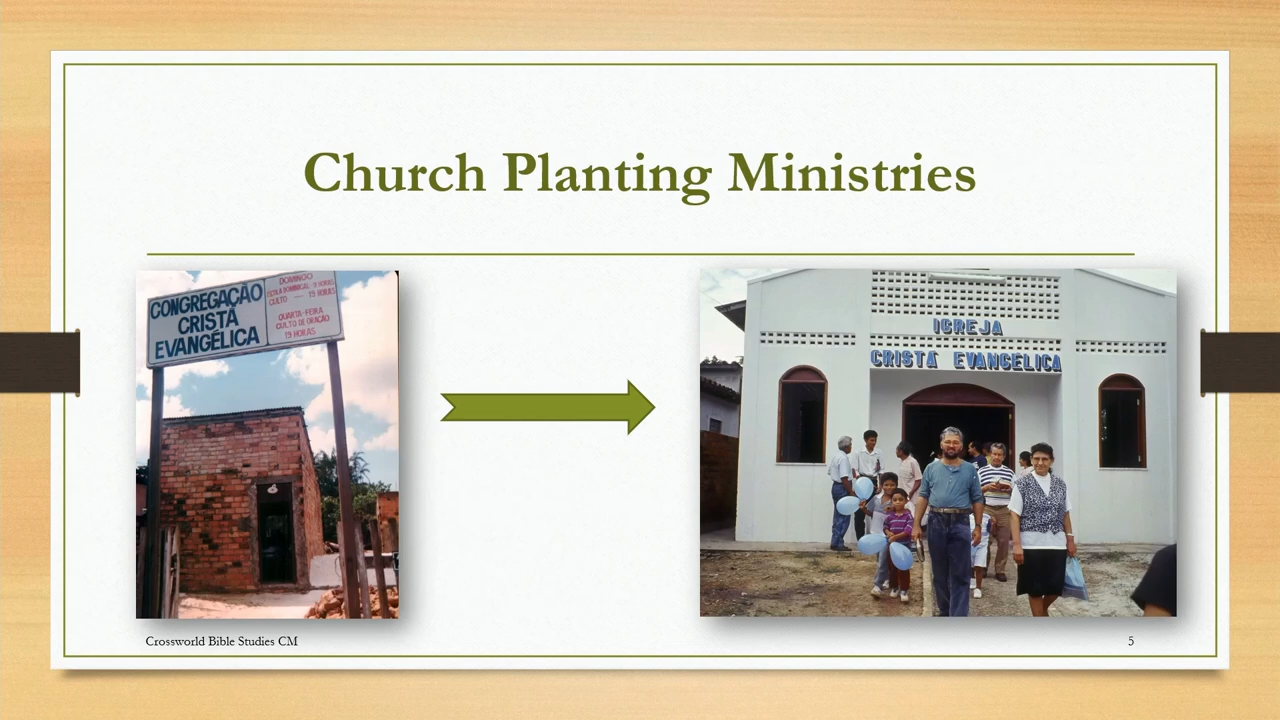 Church Planting Ministries
CONGREGAÇÃO
CRISTÃ
EVANGÉLICA
DOMINGO
ESCOLA DOMINICAL 9 HORAS
CULTO --- 19 HORAS
QUARTA-FEIRA
CULTO DE ORAÇÃO
19 HORAS
IGREJA
CRISTÃ EVANGELICA
Crossworld Bible Studies CM
5